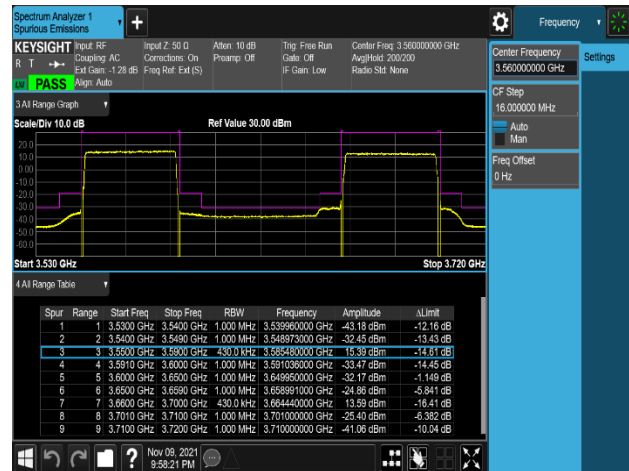 Spectrum Analyzer 1
Spurious Emissions
Frequency
KEYSIGHT Input: RF Input Z: 50 Ω Atten: 10 dB Trig: Free Run Center Freq: 3.560000000 GHz
R T Coupling: AC Corrections: On Preamp: Off Gate: Off Avg|Hold: 200/200
Ext Gain: -1.28 dB Freq Ref: Ext (S) IF Gain: Low Radio Std: None
LXI PASS Align: Auto
Center Frequency
3.560000000 GHz
Settings
CF Step
16.000000 MHz
Auto
Man
Freq Offset
0 Hz
3 All Range Graph
Scale/Div 10.0 dB Ref Value 30.00 dBm
20.0
10.0
0.00
-10.0
-20.0
-30.0
-40.0
-50.0
-60.0
Start 3.530 GHz Stop 3.720 GHz
4 All Range Table
Spur Range Start Freq Stop Freq RBW Frequency Amplitude ΔLimit
1 1 3.5300 GHz 3.5400 GHz 1.000 MHz 3.539960000 GHz -43.18 dBm -12.16 dB
2 2 3.5400 GHz 3.5490 GHz 1.000 MHz 3.548973000 GHz -32.45 dBm -13.43 dB
3 3 3.5500 GHz 3.5900 GHz 430.0 kHz 3.585480000 GHz 15.39 dBm -14.61 dB
4 4 3.5910 GHz 3.6000 GHz 1.000 MHz 3.591036000 GHz -33.47 dBm -14.45 dB
5 5 3.6000 GHz 3.6500 GHz 1.000 MHz 3.649950000 GHz -32.17 dBm -1.149 dB
6 6 3.6500 GHz 3.6590 GHz 1.000 MHz 3.658991000 GHz -24.86 dBm -5.841 dB
7 7 3.6600 GHz 3.7000 GHz 430.0 kHz 3.664440000 GHz 13.59 dBm -16.41 dB
8 8 3.7010 GHz 3.7100 GHz 1.000 MHz 3.701000000 GHz -25.40 dBm -6.382 dB
9 9 3.7100 GHz 3.7200 GHz 1.000 MHz 3.710000000 GHz -41.06 dBm -10.04 dB
? Nov 09, 2021
9:58:21 PM